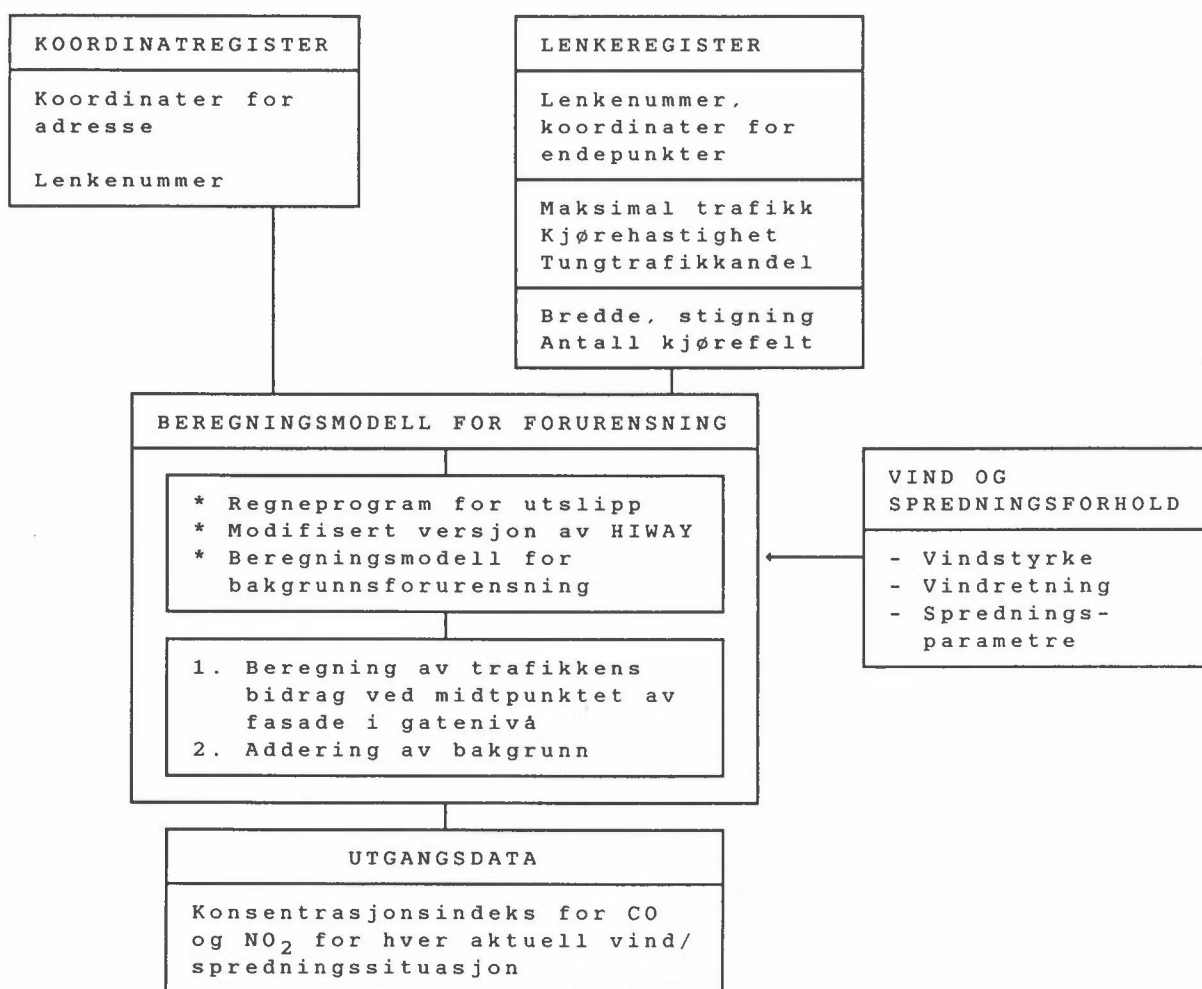 KOORDINATREGISTER
Koordinater for
adresse
Lenkenummer
LENKEREGISTER
Lenkenummer,
koordinater for
endepunkter
Maksimal trafikk
Kjørehastighet
Tungtrafikkandel
Bredde, stigning
Antall kjørefelt
BEREGNINGSMODELL FOR FORURENSNING
* Regneprogram for utslipp
* Modifisert versjon av HIWAY
* Beregningsmodell for
bakgrunnsforurensning
1. Beregning av trafikkens
bidrag ved midtpunktet av
fasade i gatenivå
2. Addering av bakgrunn
VIND OG
SPREDNINGSFORHOLD
- Vindstyrke
- Vindretning
- Sprednings-
parametre
UTGANGSDATA
Konsentrasjonsindeks for CO
og NO₂ for hver aktuell vind/
spredningssituasjon